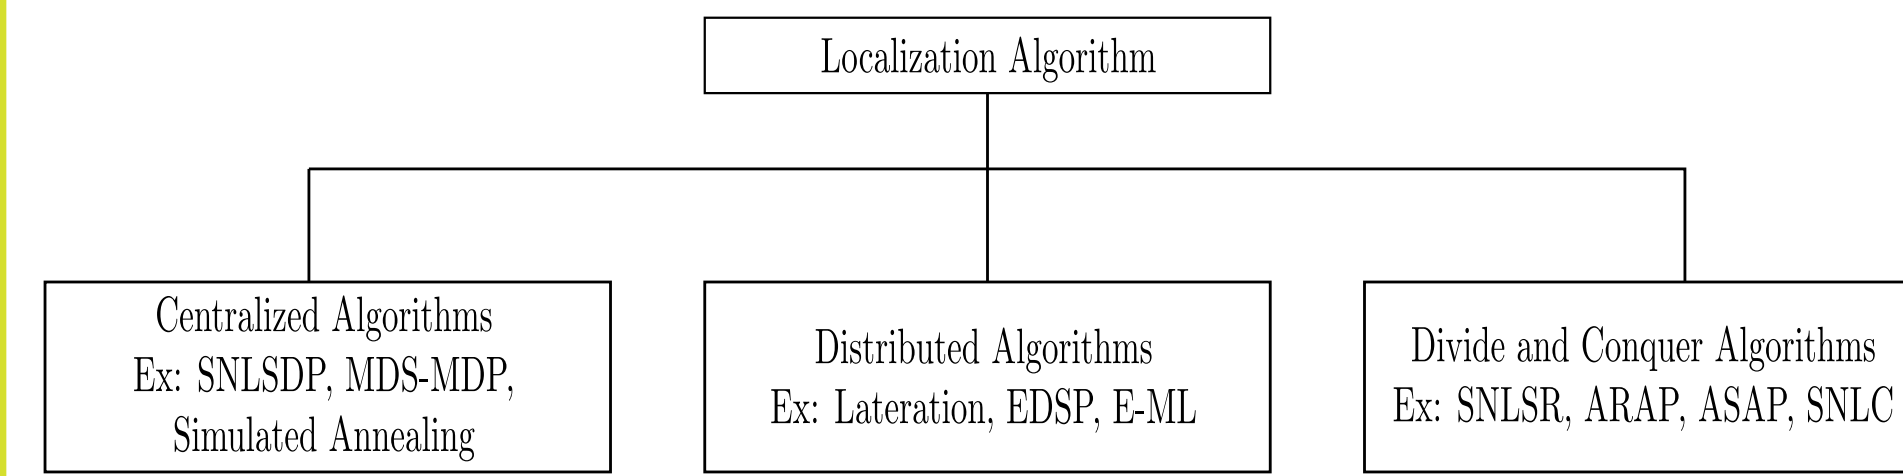 Localization Algorithm
Centralized Algorithms
Ex: SNLSDP, MDS-MDP,
Simulated Annealing
Distributed Algorithms
Ex: Lateration, EDSP, E-ML
Divide and Conquer Algorithms
Ex: SNLSR, ARAP, ASAP, SNLC